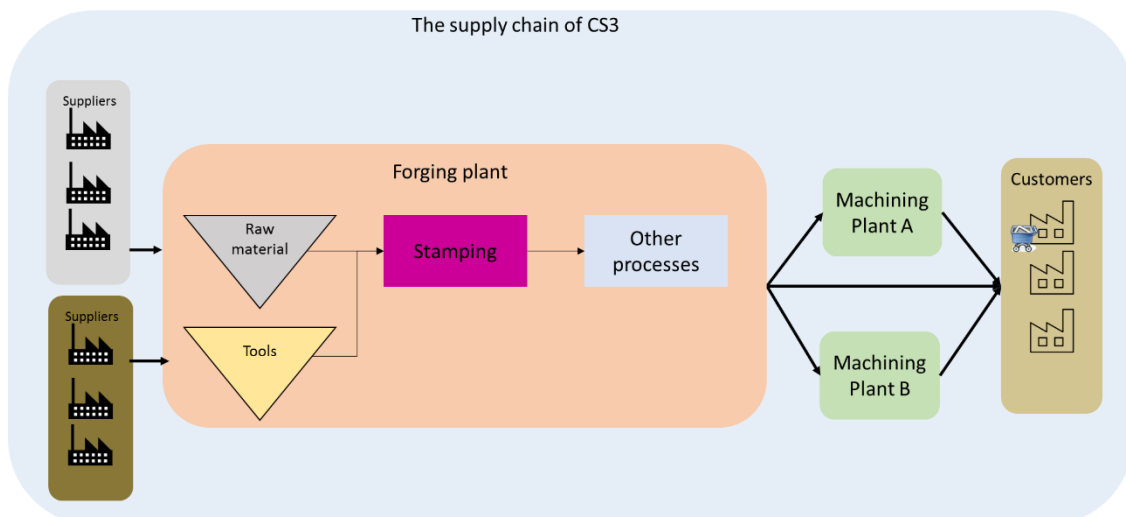 The supply chain of CS3
Suppliers
Forging plant
Raw
material
Stamping
Other
processes
Machining
Plant A
Customers
Suppliers
Tools
Machining
Plant B